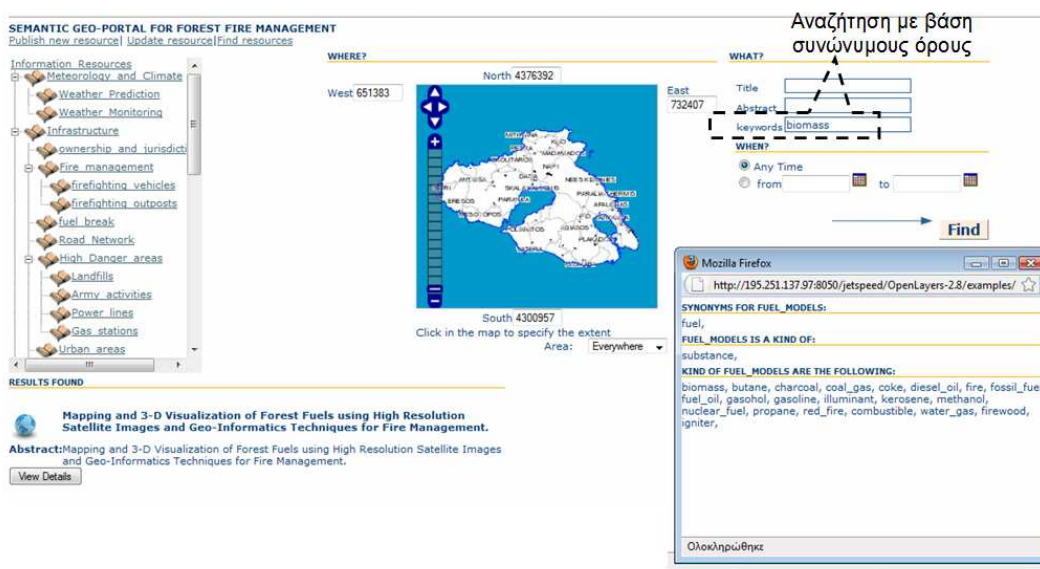 SEMANTIC GEO-PORTAL FOR FOREST FIRE MANAGEMENT
Publish new resource| Update resource|Find resources
Αναζήτηση με βάση
συνώνυμους όρους
Information Resources
Meteorology and Climate
Weather Prediction
Weather Monitoring
Infrastructure
ownership and jurisdicti
Fire management
firefighting vehicles
firefighting outposts
fuel break
Road Network
High Danger areas
Landfills
Army activities
Power lines
Gas stations
Urban areas
WHERE?
North 4376392
West 651383
East
732407
South 4300957
Click in the map to specify the extent
Area: Everywhere
WHAT?
Title
Abstract
keywords biomass
WHEN?
Any Time
from to
Find
Mozilla Firefox
http://195.251.137.97:8050/jetspeed/OpenLayers-2.8/examples/
SYNONYMS FOR FUEL_MODELS:
fuel,
FUEL_MODELS IS A KIND OF:
substance,
KIND OF FUEL_MODELS ARE THE FOLLOWING:
biomass, butane, charcoal, coal_gas, coke, diesel_oil, fire, fossil_fue
fuel_oil, gasohol, gasoline, illuminant, kerosene, methanol,
nuclear_fuel, propane, red_fire, combustible, water_gas, firewood,
igniter,
Ολοκληρώθηκε
RESULTS FOUND
Mapping and 3-D Visualization of Forest Fuels using High Resolution
Satellite Images and Geo-Informatics Techniques for Fire Management.
Abstract:Mapping and 3-D Visualization of Forest Fuels using High Resolution Satellite Images
and Geo-Informatics Techniques for Fire Management.
View Details